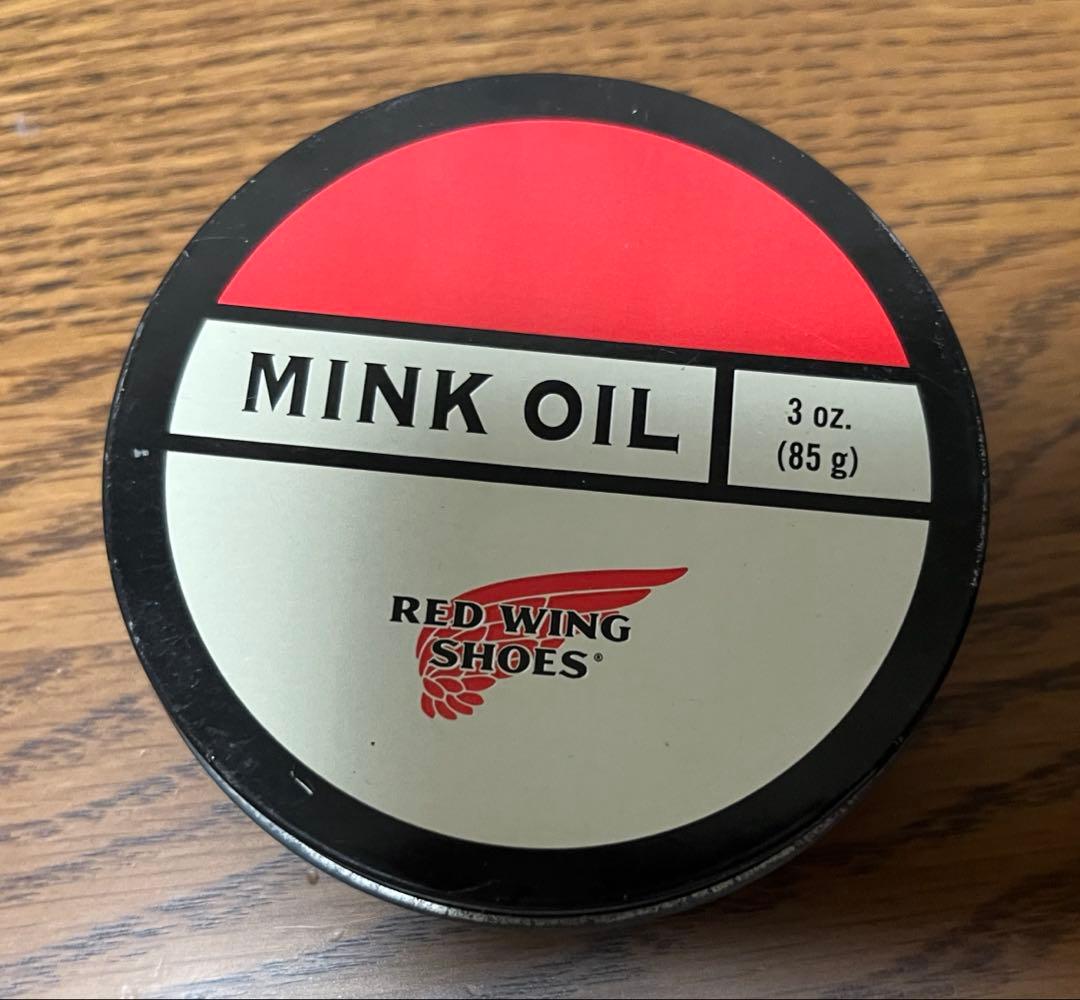 MINK OIL
3 oz.
(85 g)
RED WING
SHOES®